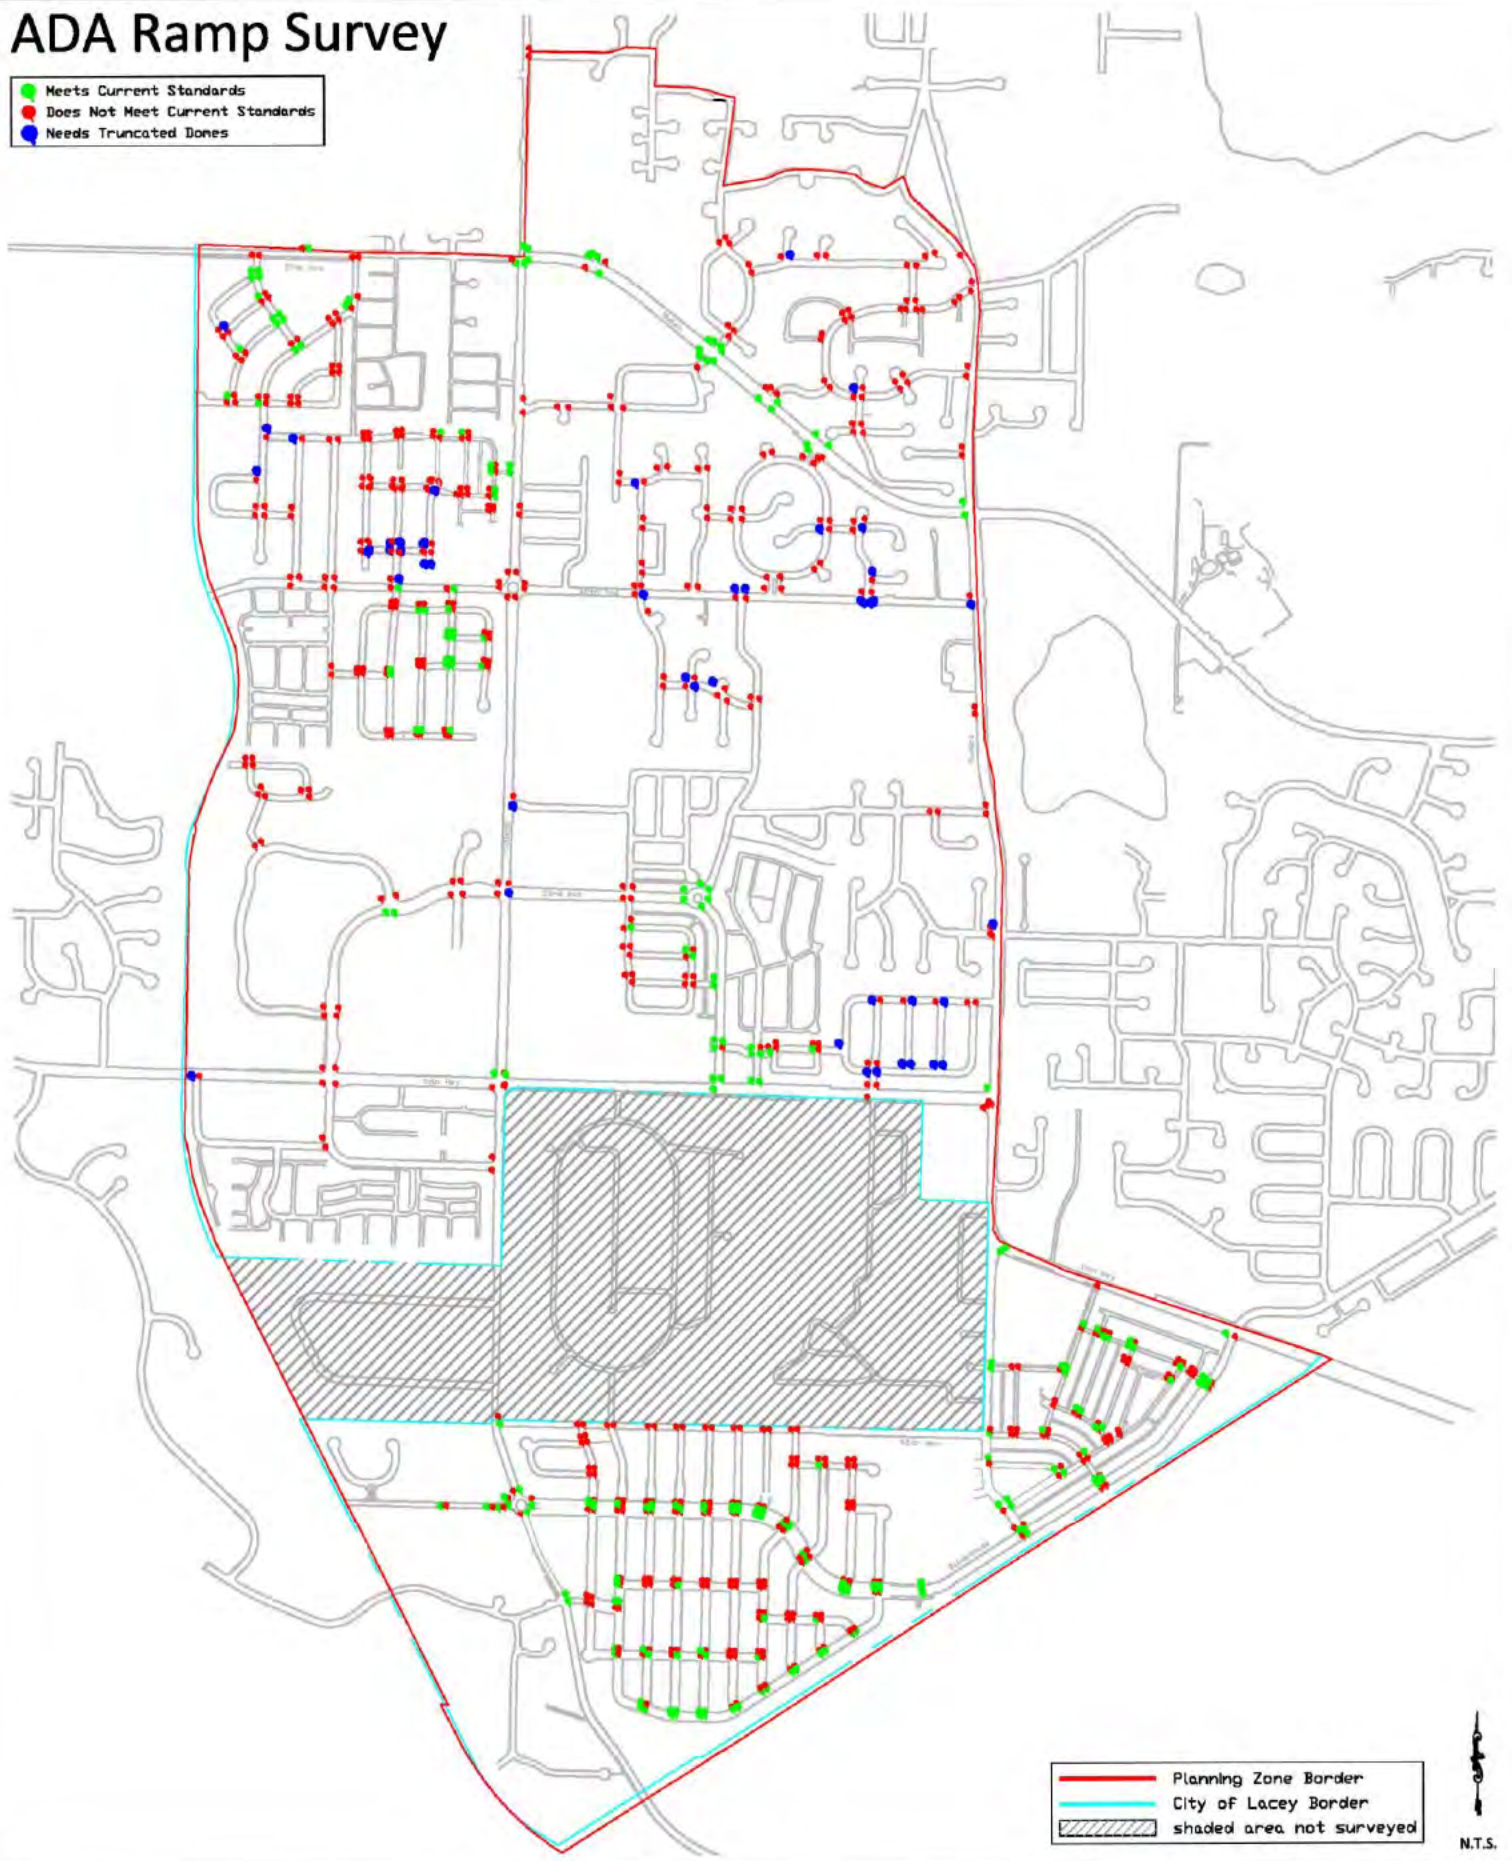 ADA Ramp Survey
Meets Current Standards
Does Not Meet Current Standards
Needs Truncated Domes
Planning Zone Border
City of Lacey Border
shaded area not surveyed
N.T.S.